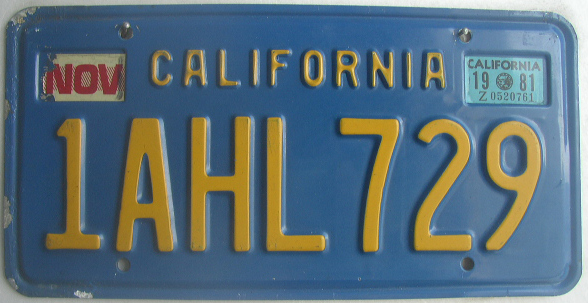 NOV CALIFORNIA CALIFORNIA
19 81
Z 0520761
1AHL729